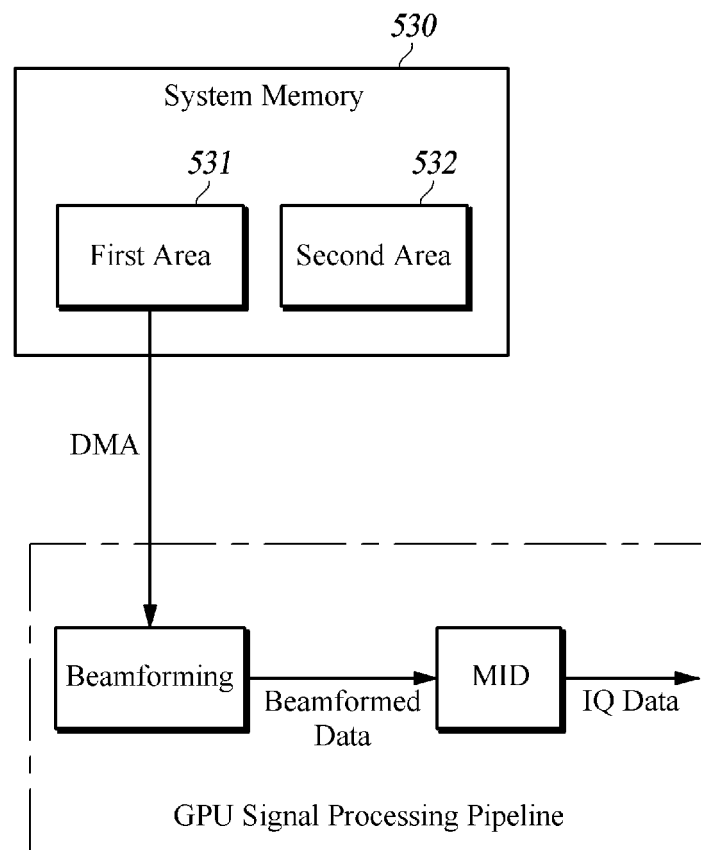 530
System Memory
531
532
First Area
Second Area
DMA
Beamforming
MID
Beamformed
Data
IQ Data
GPU Signal Processing Pipeline